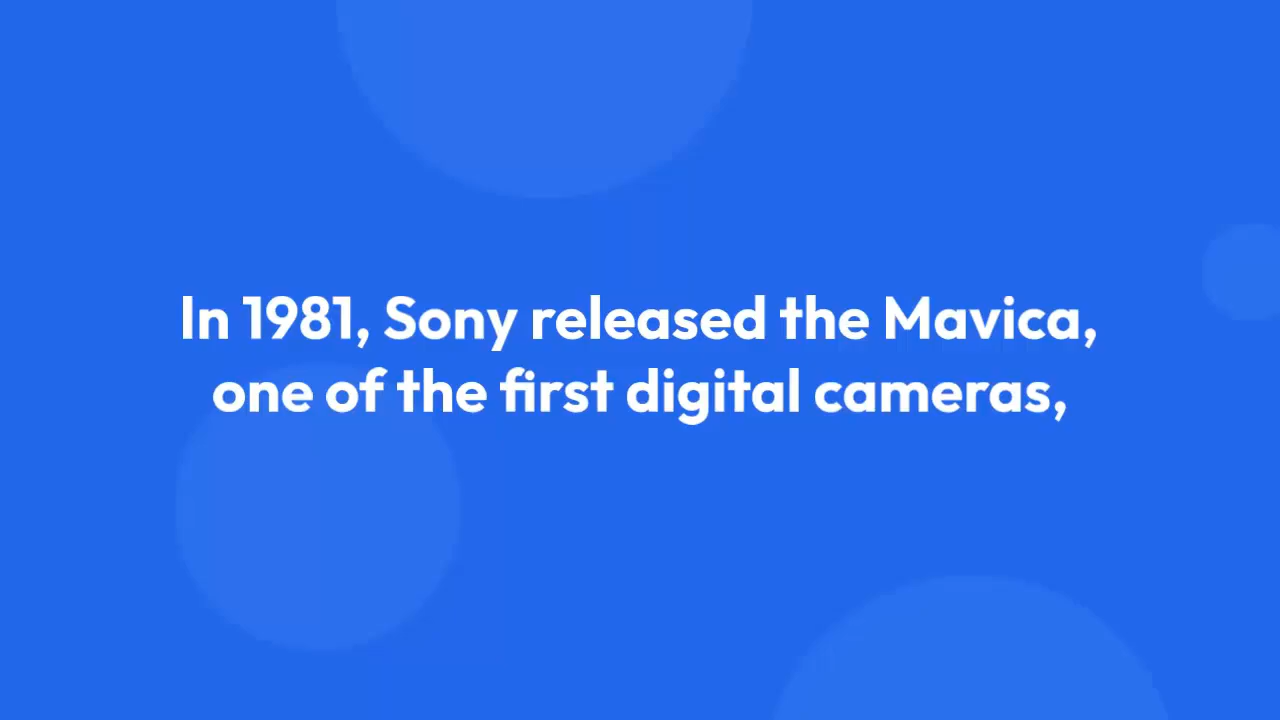 In 1981, Sony released the Mavica,
one of the first digital cameras,